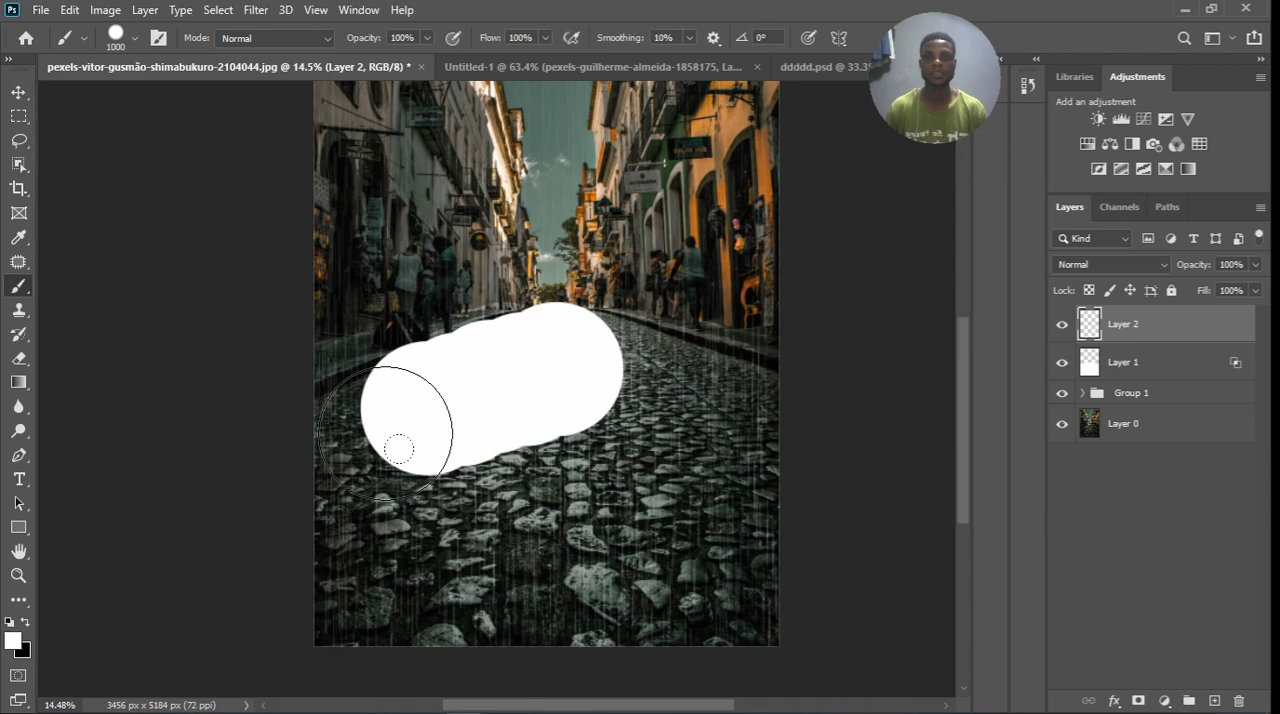 Ps File Edit Image Layer Type Select Filter 3D View Window Help
1000 Mode: Normal Opacity: 100% Flow: 100% Smoothing: 10% 0°
pexels-vitor-gusmão-shimabukuro-2104044.jpg @ 14.5% (Layer 2, RGB/8) * Untitled-1 @ 63.4% (pexels-guilherme-almeida-1858175, La... ddddd.psd @ 33.3%
Libraries Adjustments
Add an adjustment
Layers Channels Paths
Kind
Normal Opacity: 100%
Lock: Fill: 100%
Layer 2
Layer 1
Group 1
Layer 0
14.48% 3456 px x 5184 px (72 ppi)